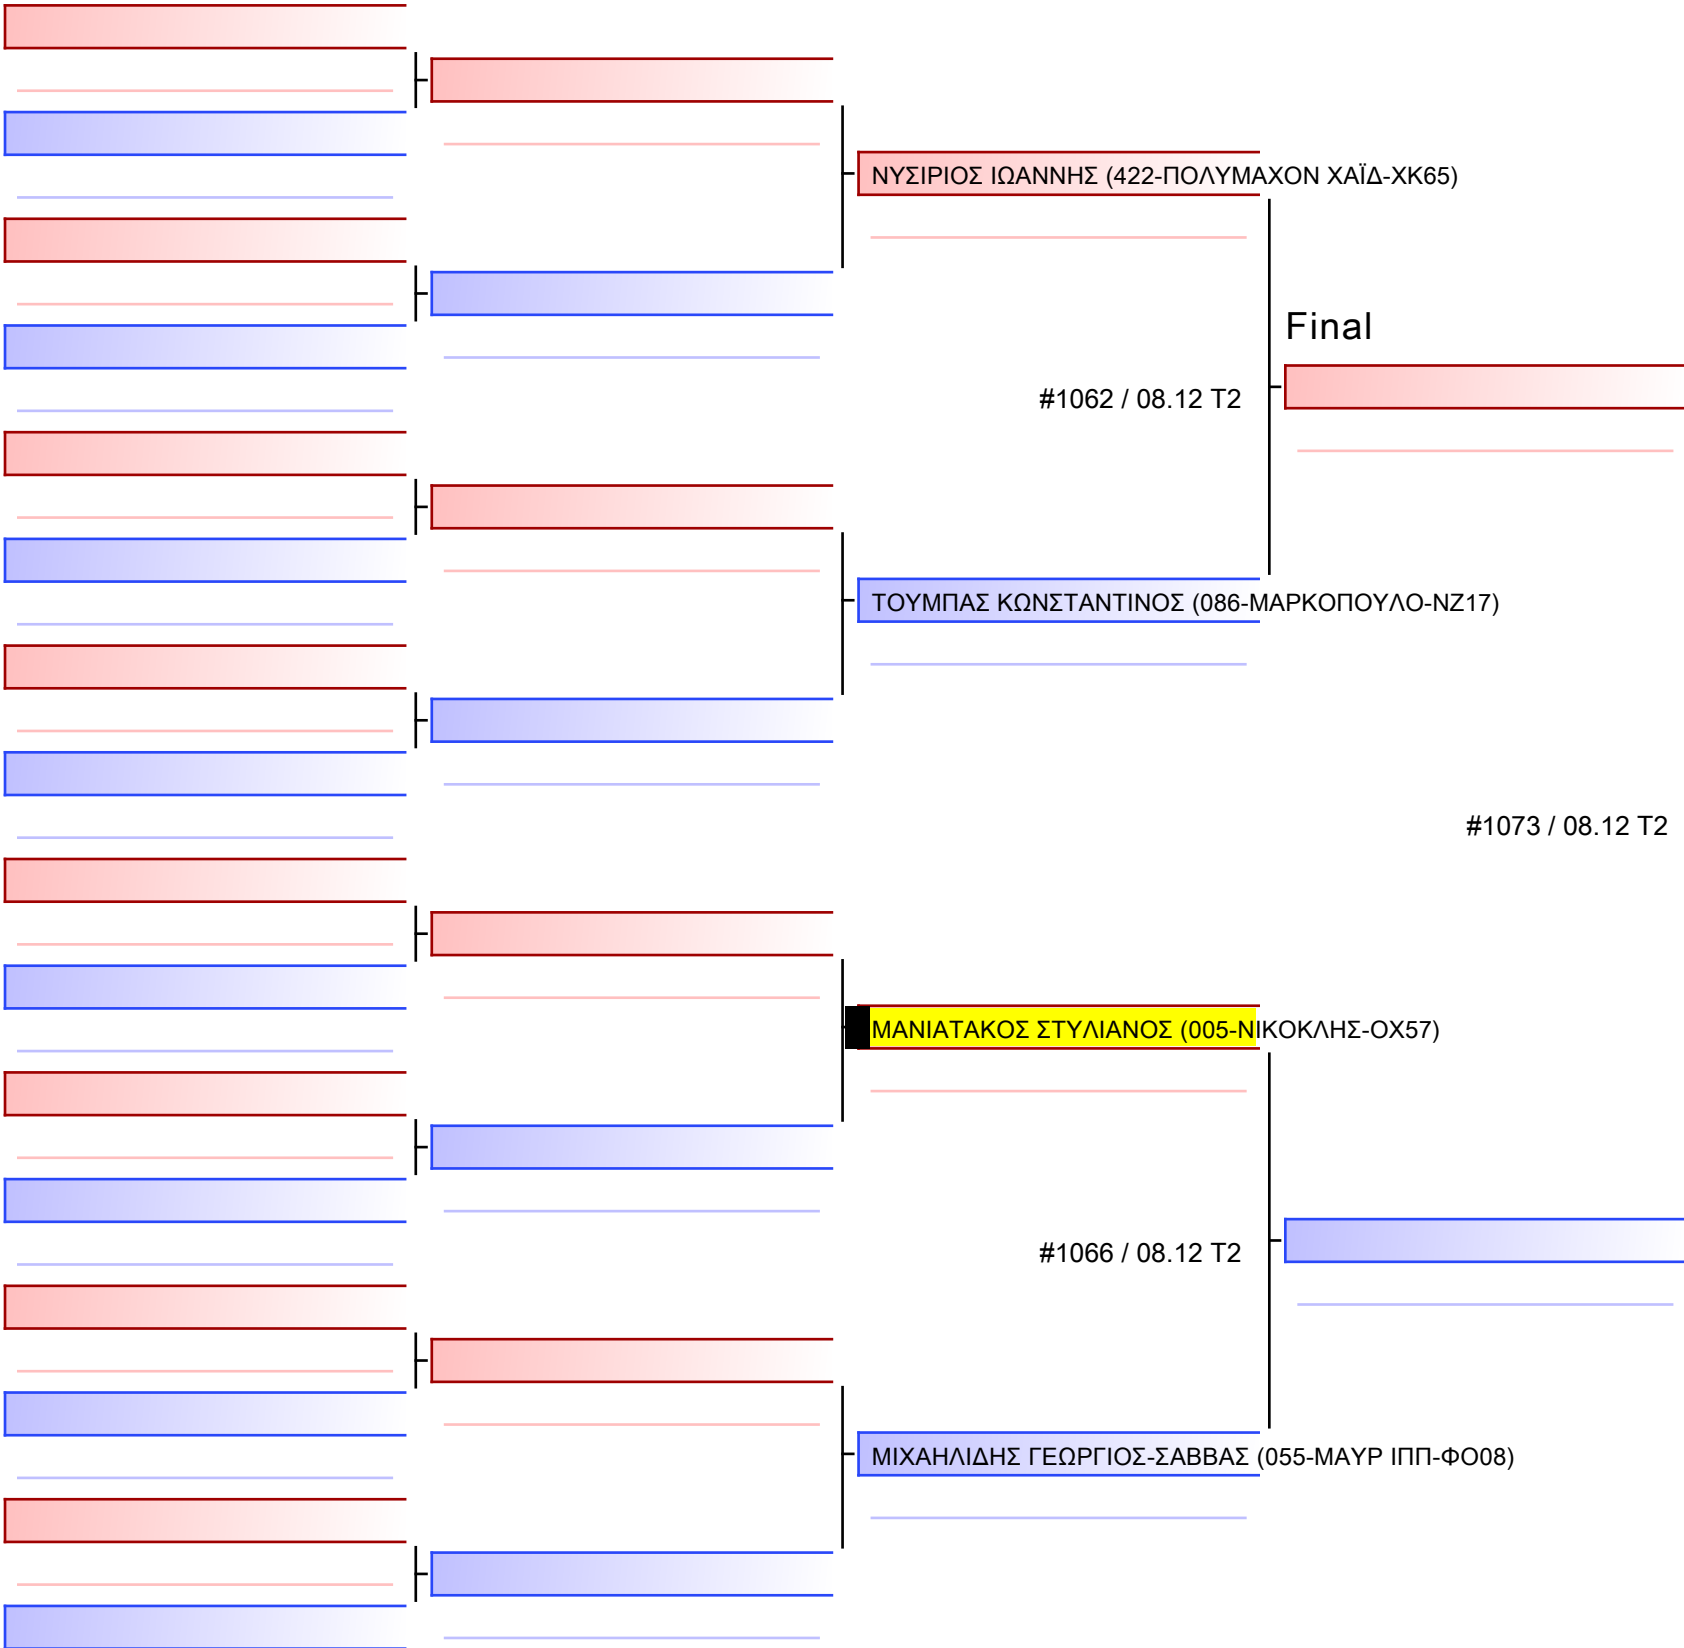 ΝΥΣΙΡΙΟΣ ΙΩΑΝΝΗΣ (422-ΠΟΛΥΜΑΧΟΝ ΧΑΪΔ-ΧΚ65)
Final
#1062 / 08.12 T2
ΤΟΥΜΠΑΣ ΚΩΝΣΤΑΝΤΙΝΟΣ (086-ΜΑΡΚΟΠΟΥΛΟ-ΝΖ17)
#1073 / 08.12 T2
ΜΑΝΙΑΤΑΚΟΣ ΣΤΥΛΙΑΝΟΣ (005-ΝΙΚΟΚΛΗΣ-ΟΧ57)
#1066 / 08.12 T2
ΜΙΧΑΗΛΙΔΗΣ ΓΕΩΡΓΙΟΣ-ΣΑΒΒΑΣ (055-ΜΑΥΡ ΙΠΠ-ΦΟ08)